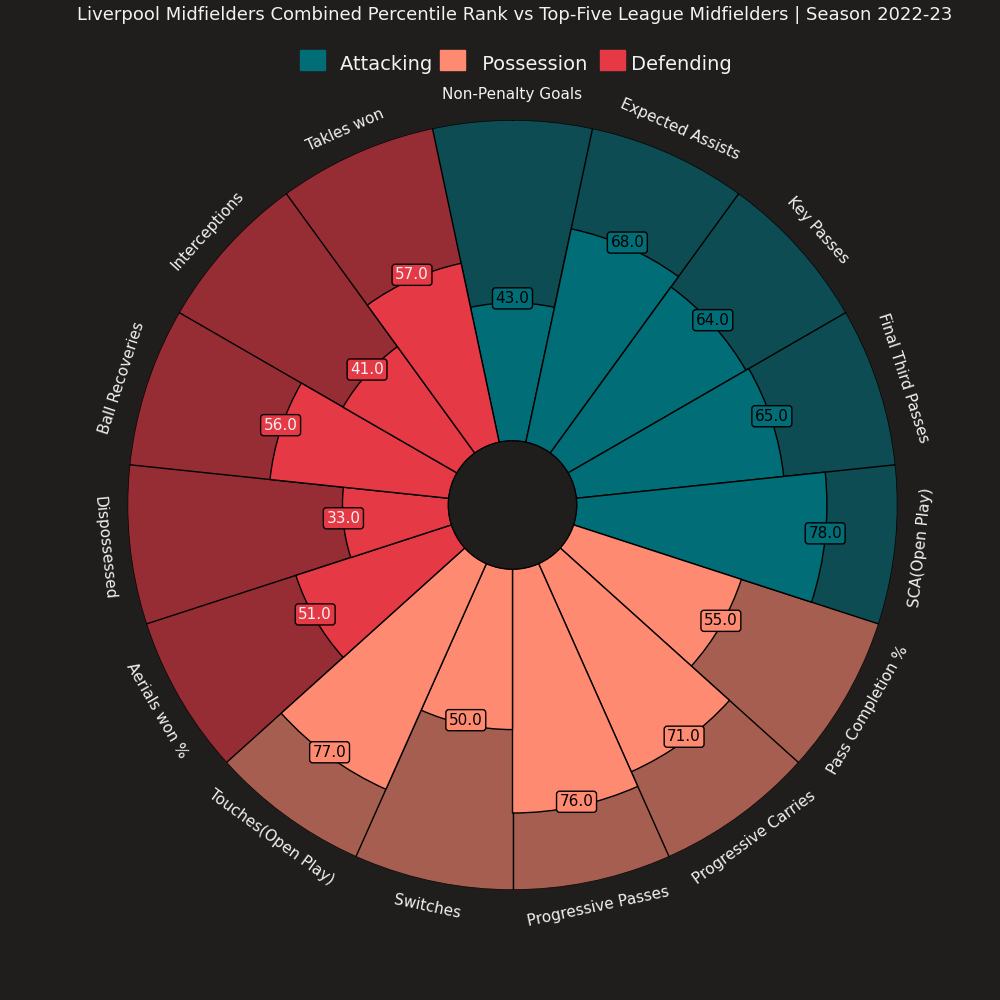 Liverpool Midfielders Combined Percentile Rank vs Top-Five League Midfielders | Season 2022-23
Attacking Possession Defending
Non-Penalty Goals
43.0
Expected Assists
68.0
Key Passes
64.0
Final Third Passes
65.0
SCA(Open Play)
78.0
Pass Completion %
55.0
Progressive Carries
71.0
Progressive Passes
76.0
Switches
50.0
Touches(Open Play)
77.0
Aerials won %
51.0
Dispossessed
33.0
Ball Recoveries
56.0
Interceptions
41.0
Takles won
57.0